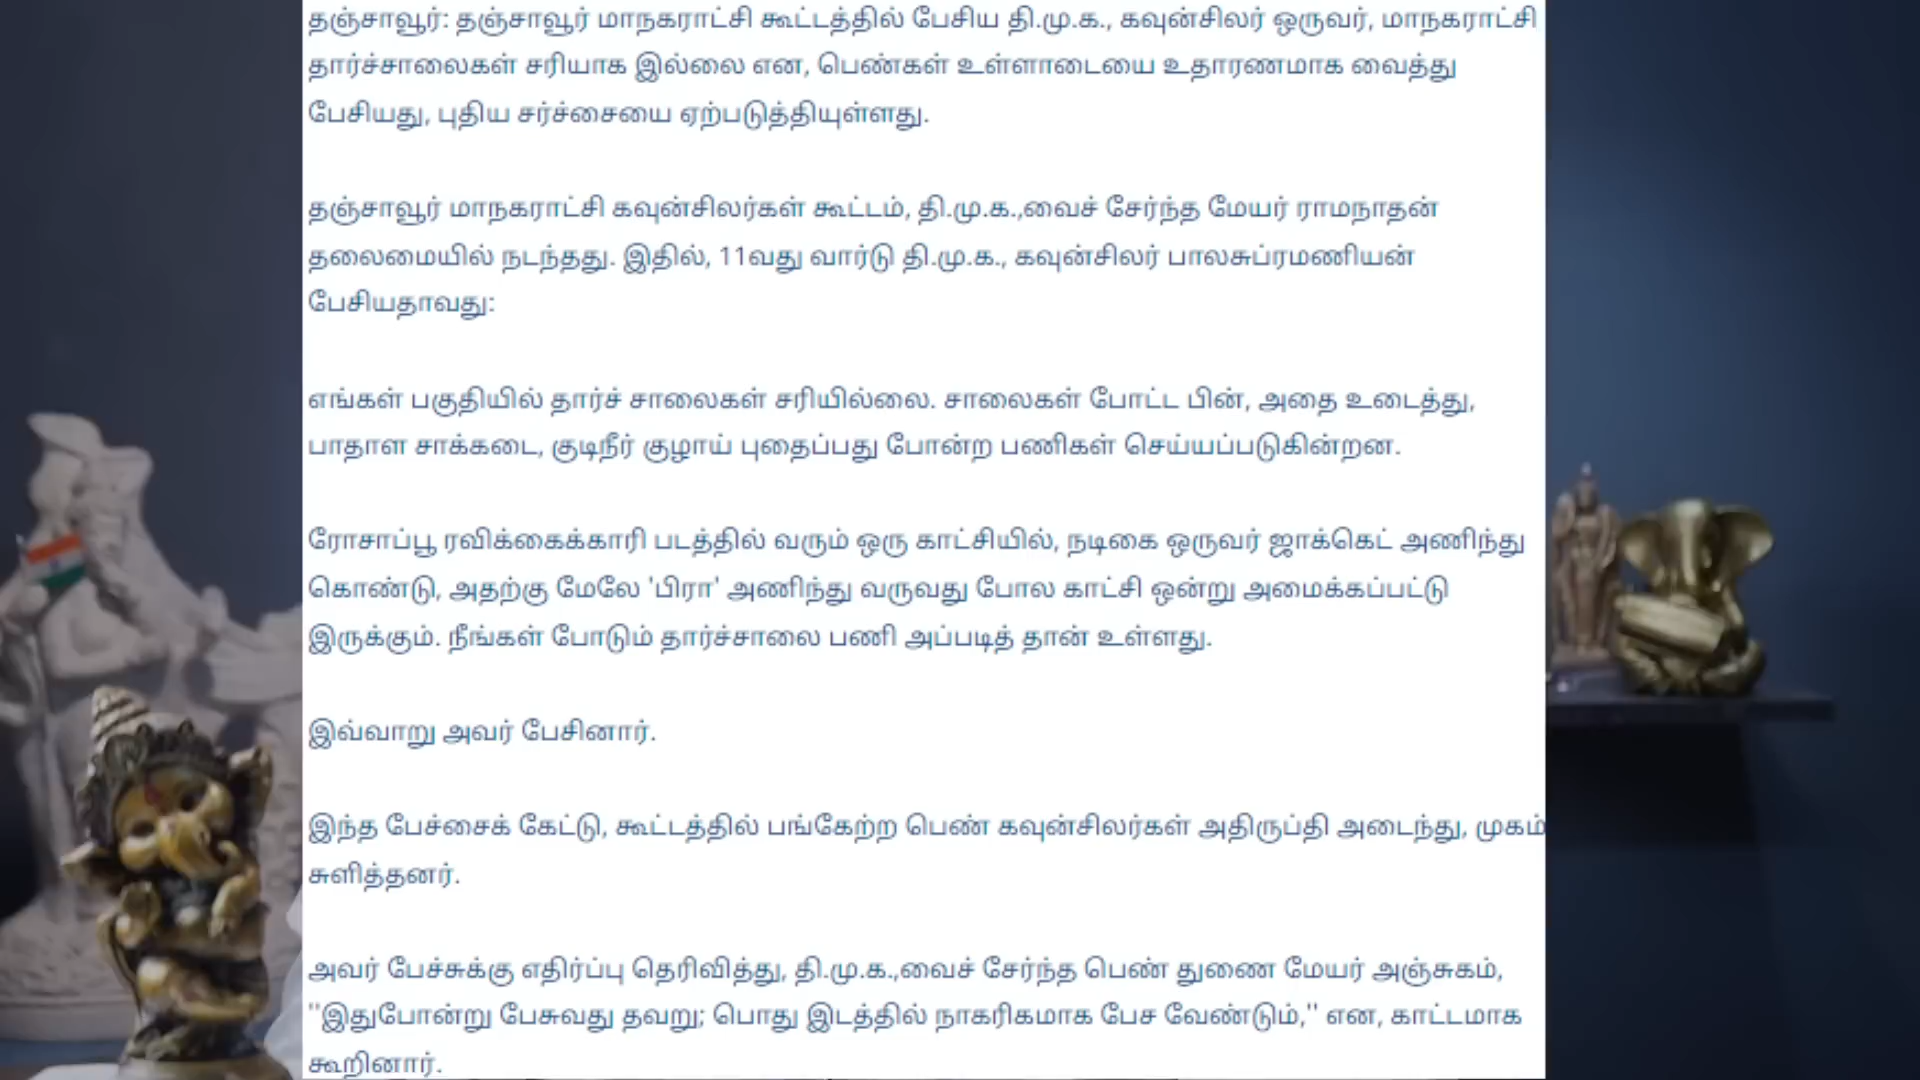 தஞ்சாவூர்: தஞ்சாவூர் மாநகராட்சி கூட்டத்தில் பேசிய தி.மு.க., கவுன்சிலர் ஒருவர், மாநகராட்சி
தார்ச்சாலைகள் சரியாக இல்லை என, பெண்கள் உள்ளாடையை உதாரணமாக வைத்து
பேசியது, புதிய சர்ச்சையை ஏற்படுத்தியுள்ளது.
தஞ்சாவூர் மாநகராட்சி கவுன்சிலர்கள் கூட்டம், தி.மு.க.,வைச் சேர்ந்த மேயர் ராமநாதன்
தலைமையில் நடந்தது. இதில், 11வது வார்டு தி.மு.க., கவுன்சிலர் பாலசுப்ரமணியன்
பேசியதாவது:
எங்கள் பகுதியில் தார்ச் சாலைகள் சரியில்லை. சாலைகள் போட்ட பின், அதை உடைத்து,
பாதாள சாக்கடை, குடிநீர் குழாய் புதைப்பது போன்ற பணிகள் செய்யப்படுகின்றன.
ரோசாப்பூ ரவிக்கைக்காரி படத்தில் வரும் ஒரு காட்சியில், நடிகை ஒருவர் ஜாக்கெட் அணிந்து
கொண்டு, அதற்கு மேலே 'பிரா' அணிந்து வருவது போல காட்சி ஒன்று அமைக்கப்பட்டு
இருக்கும். நீங்கள் போடும் தார்ச்சாலை பணி அப்படித் தான் உள்ளது.
இவ்வாறு அவர் பேசினார்.
இந்த பேச்சைக் கேட்டு, கூட்டத்தில் பங்கேற்ற பெண் கவுன்சிலர்கள் அதிருப்தி அடைந்து, முகம்
சுளித்தனர்.
அவர் பேச்சுக்கு எதிர்ப்பு தெரிவித்து, தி.மு.க.,வைச் சேர்ந்த பெண் துணை மேயர் அஞ்சுகம்,
''இதுபோன்று பேசுவது தவறு; பொது இடத்தில் நாகரிகமாக பேச வேண்டும்,'' என, காட்டமாக
கூறினார்.